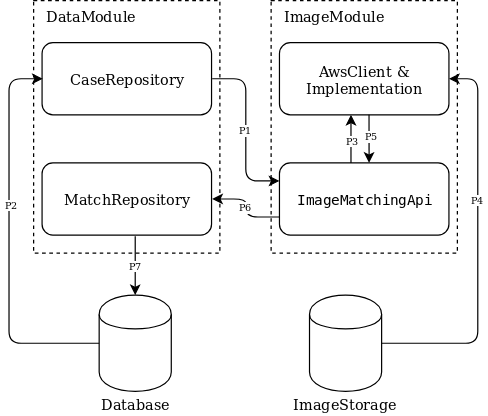 DataModule
ImageModule
CaseRepository
AwsClient &
Implementation
P1
P3
P5
MatchRepository
ImageMatchingApi
P2
P6
P4
P7
Database
ImageStorage